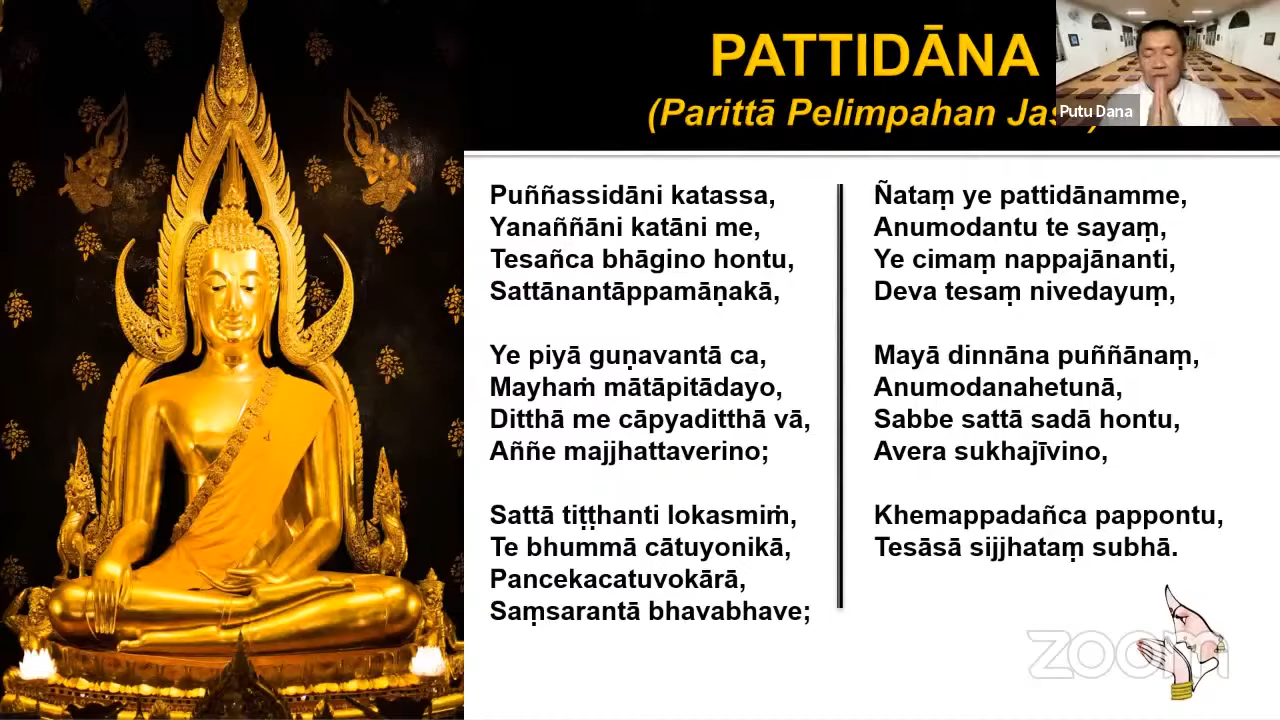 PATTIDĀNA
(Parittā Pelimpahan
Putu Dana
Puññassidāni katassa,
Yanaññāni katāni me,
Tesañca bhāgino hontu,
Sattānantāppamāṇakā,
Ye piyā guṇavantā ca,
Mayhaṁ mātāpitādayo,
Ditthā me cāpyaditthā vā,
Aññe majjhattaverino;
Sattā tiṭṭhanti lokasmiṁ,
Te bhummā cātuyonikā,
Pancekacatuvokārā,
Saṃsarantā bhavabhave;
Ñataṃ ye pattidānamme,
Anumodantu te sayaṃ,
Ye cimaṃ nappajānanti,
Deva tesaṃ nivedayuṃ,
Mayā dinnāna puññānaṃ,
Anumodanahetunā,
Sabbe sattā sadā hontu,
Avera sukhajīvino,
Khemappadañca pappontu,
Tesāsā sijjhataṃ subhā.
zoom